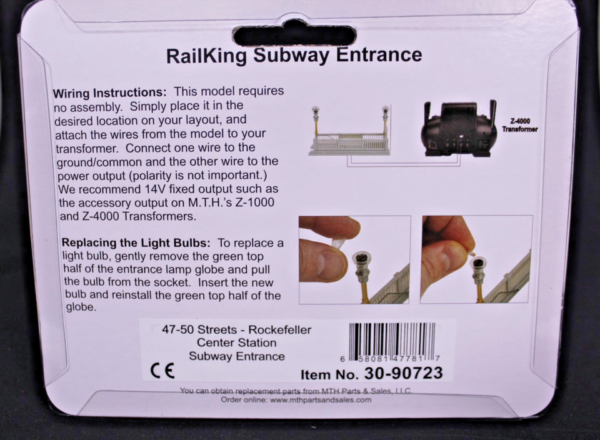 RailKing Subway Entrance
Wiring Instructions: This model requires
no assembly. Simply place it in the
desired location on your layout, and
attach the wires from the model to your
transformer. Connect one wire to the
ground/common and the other wire to the
power output (polarity is not important.)
We recommend 14V fixed output such as
the accessory output on M.T.H.'s Z-1000
and Z-4000 Transformers.
Z-4000
Transformer
Replacing the Light Bulbs: To replace a
light bulb, gently remove the green top
half of the entrance lamp globe and pull
the bulb from the socket. Insert the new
bulb and reinstall the green top half of the
globe.
47-50 Streets - Rockefeller
Center Station
Subway Entrance
CE
6 58081 47781 7
Item No. 30-90723
You can obtain replacement parts from MTH Parts & Sales, LLC.
Order online: www.mthpartsandsales.com